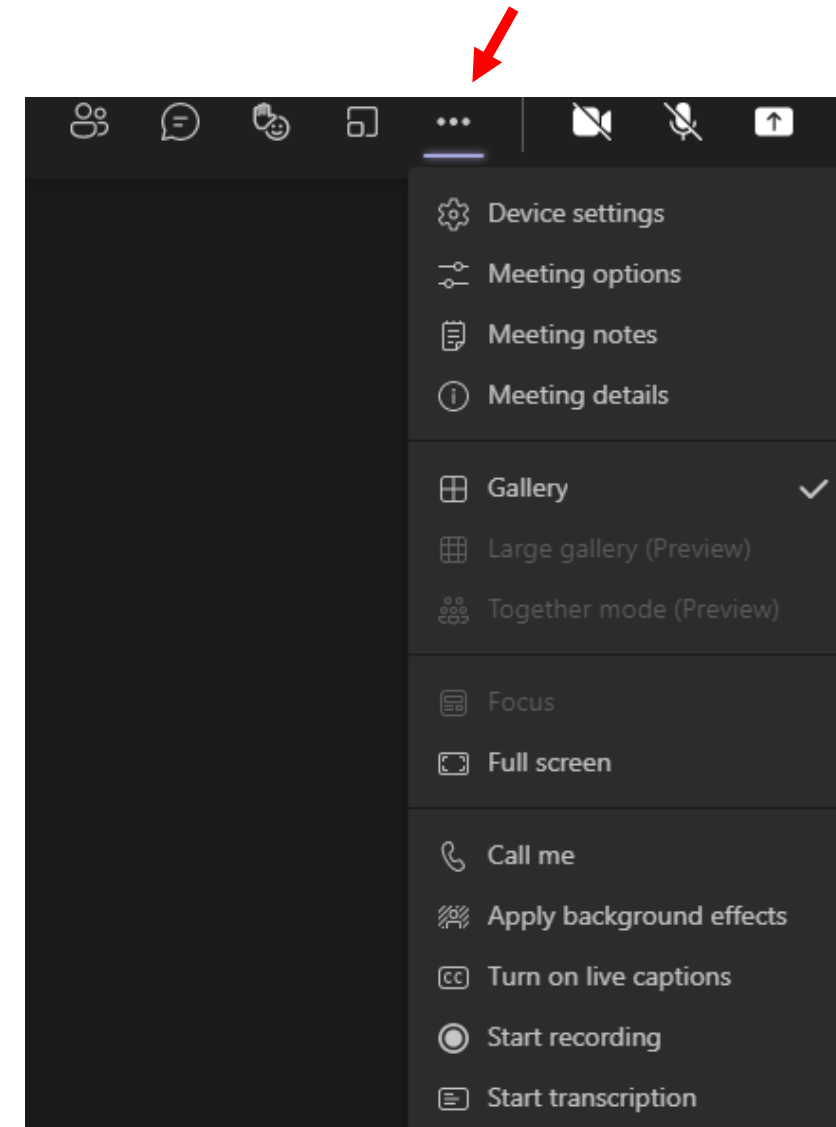 Device settings
Meeting options
Meeting notes
Meeting details
Gallery
Large gallery (Preview)
Together mode (Preview)
Focus
Full screen
Call me
Apply background effects
CC Turn on live captions
Start recording
Start transcription